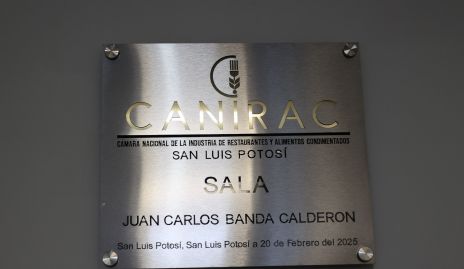 CANIRAC
CÁMARA NACIONAL DE LA INDUSTRIA DE RESTAURANTES Y ALIMENTOS CONDIMENTADOS
SAN LUIS POTOSÍ
SALA
JUAN CARLOS BANDA CALDERON
San Luis Potosí, San Luis Potosí a 20 de Febrero del 2025